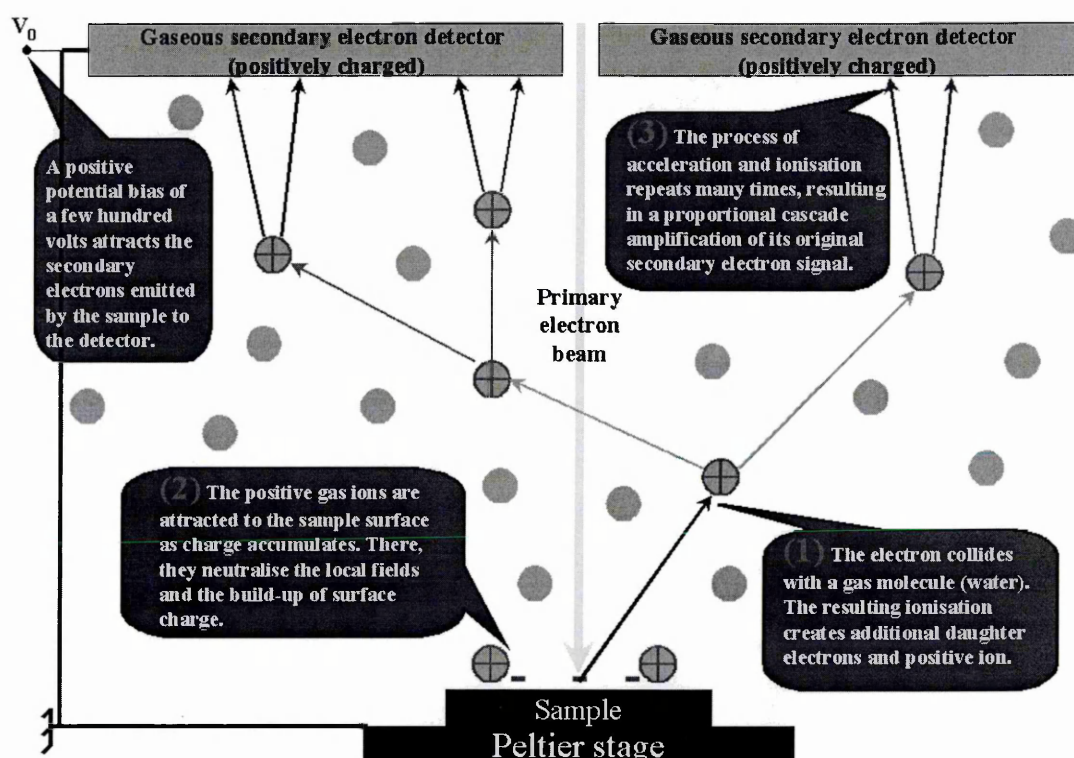 V0
Gaseous secondary electron detector
(positively charged)
Gaseous secondary electron detector
(positively charged)
A positive
potential bias of
a few hundred
volts attracts the
secondary
electrons emitted
by the sample to
the detector.
(3) The process of
acceleration and ionisation
repeats many times, resulting
in a proportional cascade
amplification of its original
secondary electron signal.
Primary
electron
beam
(2) The positive gas ions are
attracted to the sample surface
as charge accumulates. There,
they neutralise the local fields
and the build-up of surface
charge.
(1) The electron collides
with a gas molecule (water).
The resulting ionisation
creates additional daughter
electrons and positive ion.
Sample
Peltier stage